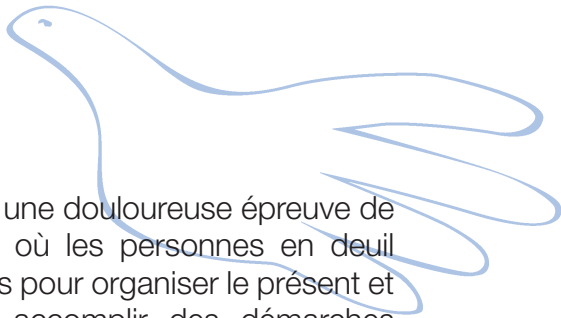 une douloureuse épreuve de
où les personnes en deuil
s pour organiser le présent et
accomplir des démarches